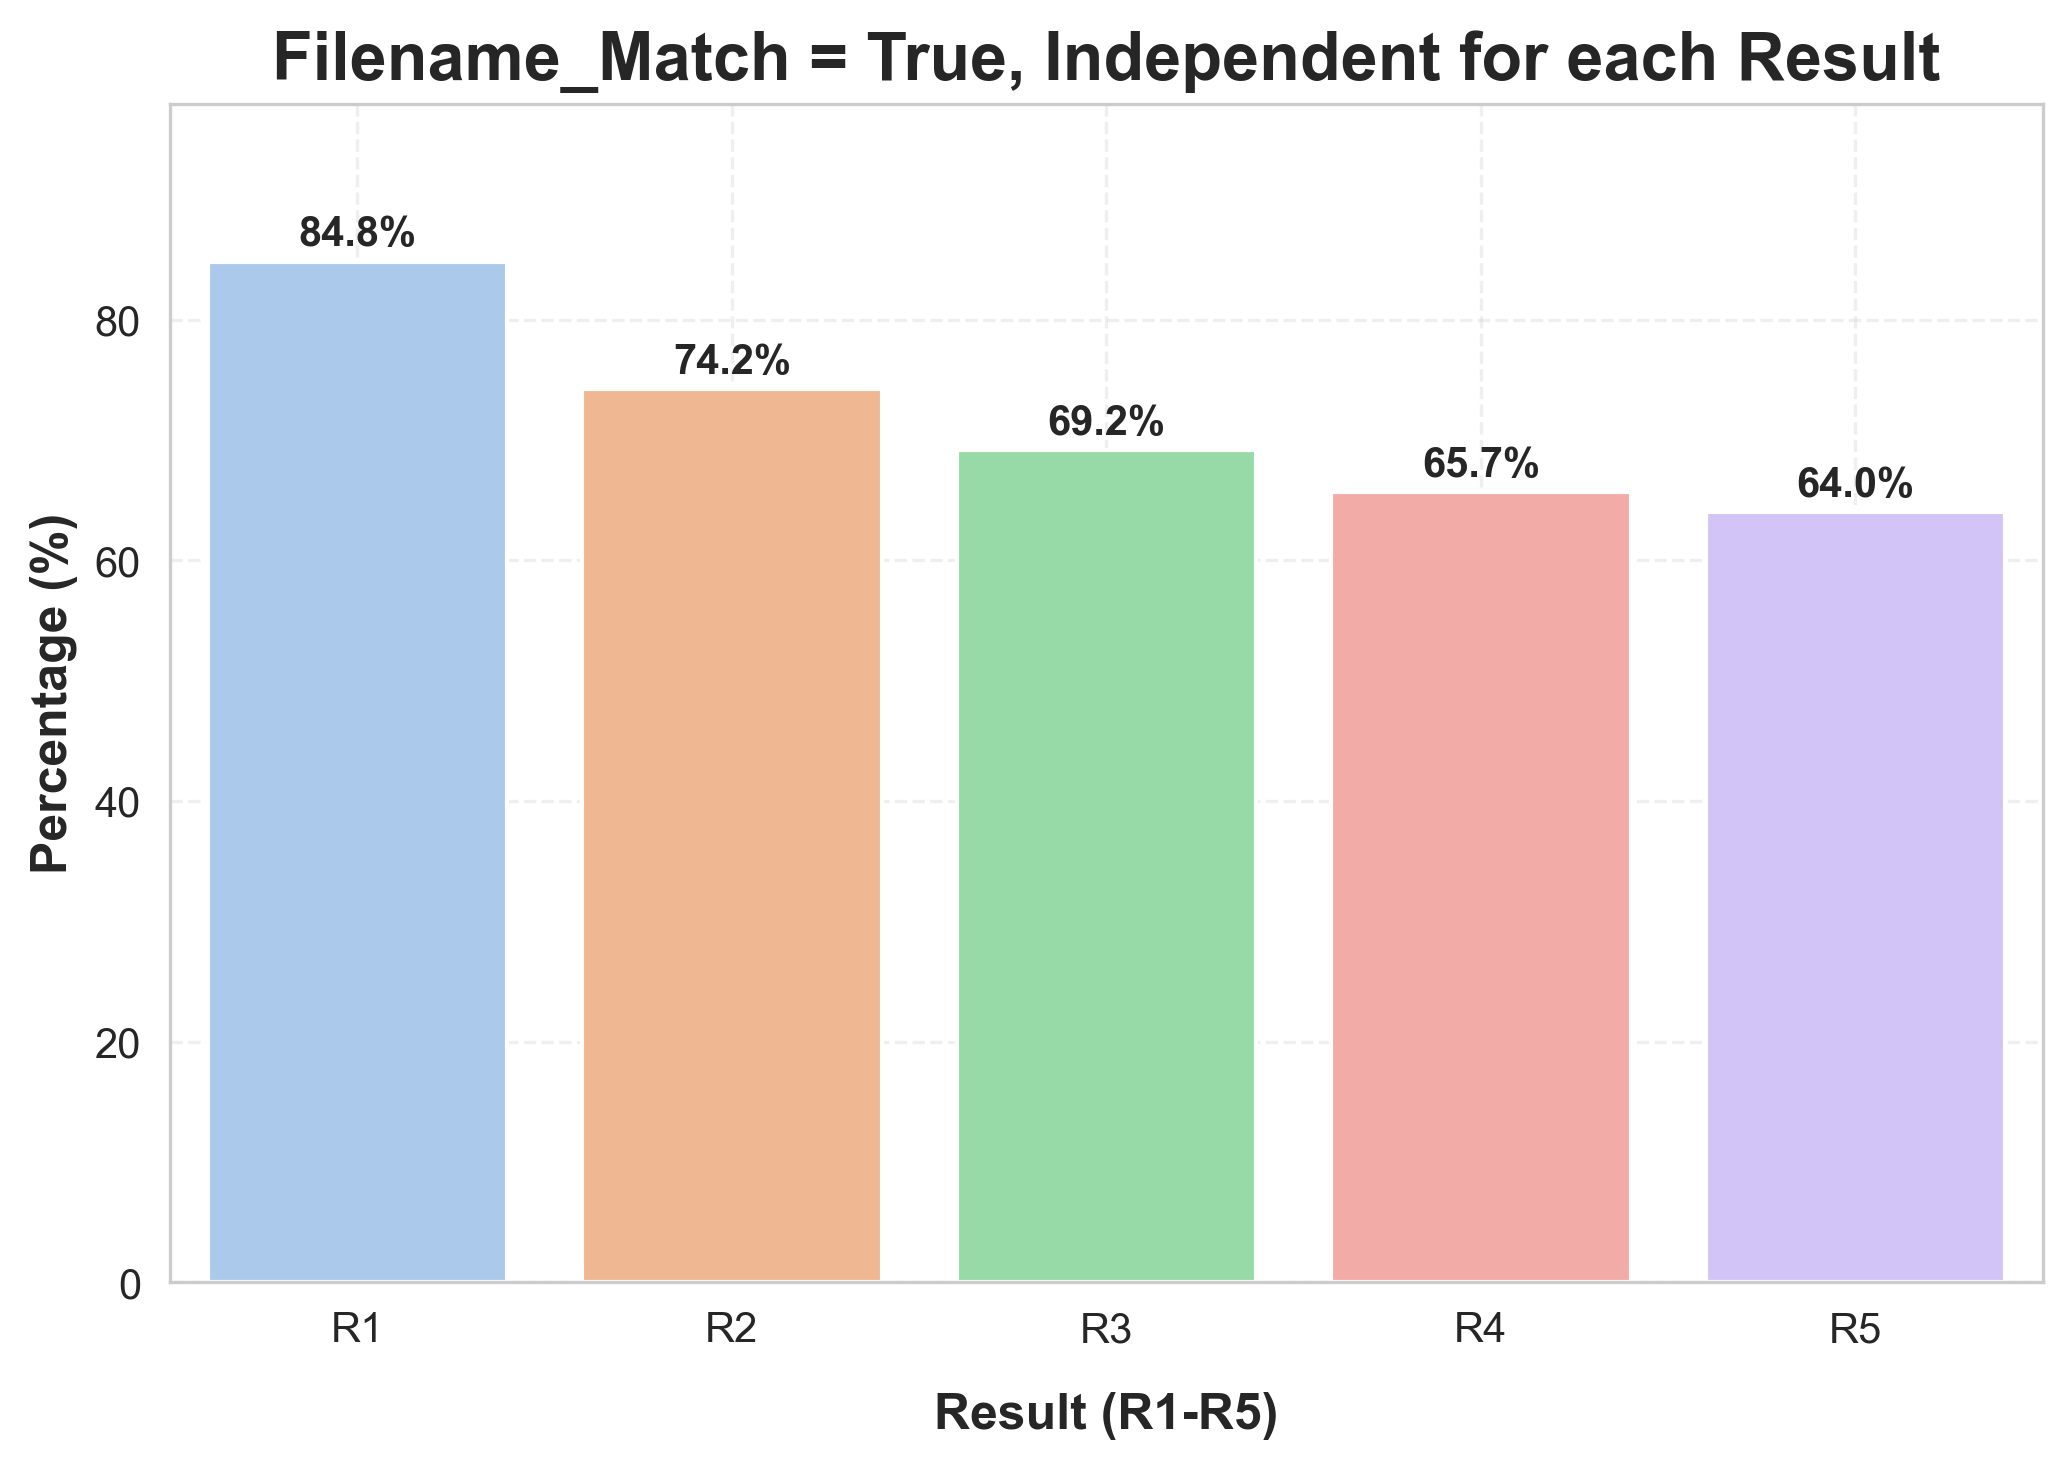 Filename_Match = True, Independent for each Result
84.8%
74.2%
69.2%
65.7%
64.0%
Percentage (%)
80
60
40
20
0
R1 R2 R3 R4 R5
Result (R1-R5)